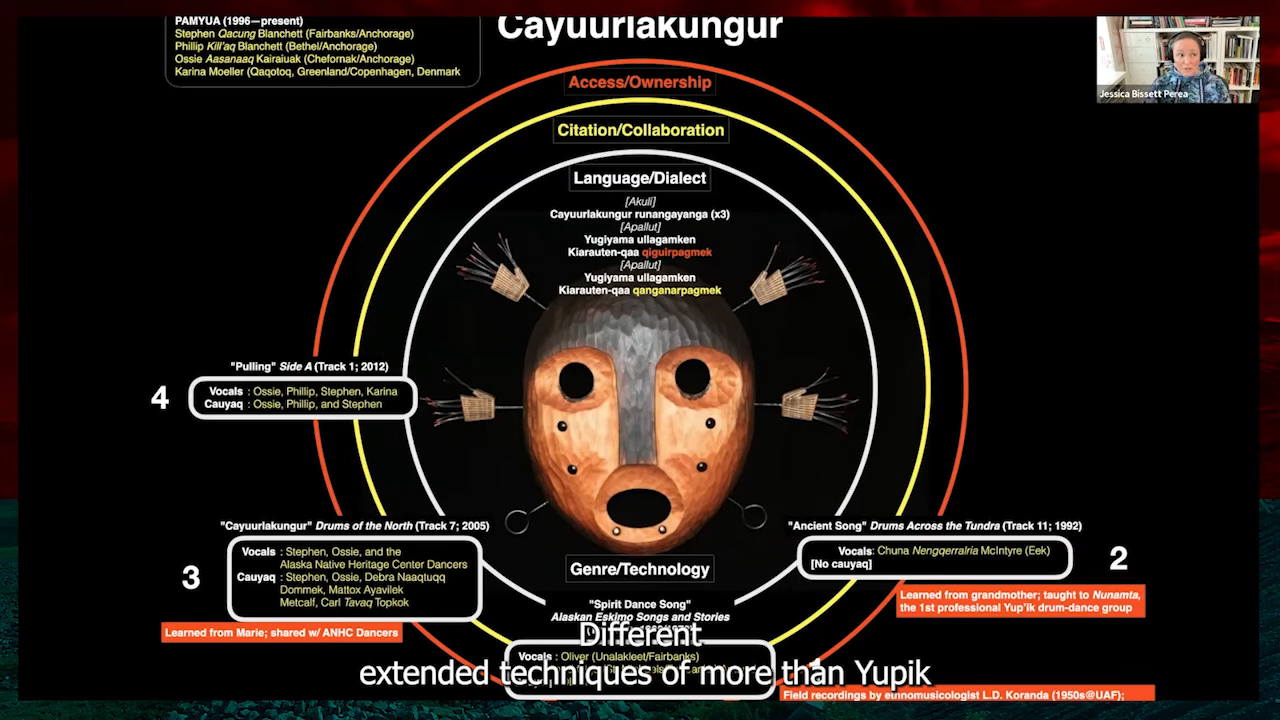 PAMYUA (1996—present)
Stephen Qacung Blanchett (Fairbanks/Anchorage)
Phillip Kill'aq Blanchett (Bethel/Anchorage)
Ossie Aasanaaq Kairaiuak (Chefornak/Anchorage)
Karina Moeller (Qaqotoq, Greenland/Copenhagen, Denmark
Cayuurlakungur
Jessica Bissett Perea
Access/Ownership
Citation/Collaboration
Language/Dialect
[Akuli]
Cayuurlakungur runangayanga (x3)
[Apallut]
Yugiyama ullagamken
Kiarauten-qaa qiguirpagmek
[Apallut]
Yugiyama ullagamken
Kiarauten-qaa qanganarpagmek
"Pulling" Side A (Track 1; 2012)
4
Vocals : Ossie, Phillip, Stephen, Karina
Cauyaq : Ossie, Phillip, and Stephen
"Cayuurlakungur" Drums of the North (Track 7; 2005)
3
Vocals : Stephen, Ossie, and the
Alaska Native Heritage Center Dancers
Cauyaq : Stephen, Ossie, Debra Naaqtuqq
Dommek, Mattox Ayavilek
Metcalf, Carl Tavaq Topkok
Learned from Marie; shared w/ ANHC Dancers
"Ancient Song" Drums Across the Tundra (Track 11; 1992)
Vocals: Chuna Nengqerralria McIntyre (Eek)
[No cauyaq]
2
Learned from grandmother; taught to Nunamta,
the 1st professional Yup'ik drum-dance group
Genre/Technology
"Spirit Dance Song"
Alaskan Eskimo Songs and Stories
Vocals : Oliver (Unalakleet/Fairbanks)
Field recordings by ethnomusicologist L.D. Koranda (1950s@UAF);
Different
extended techniques of more than Yupik